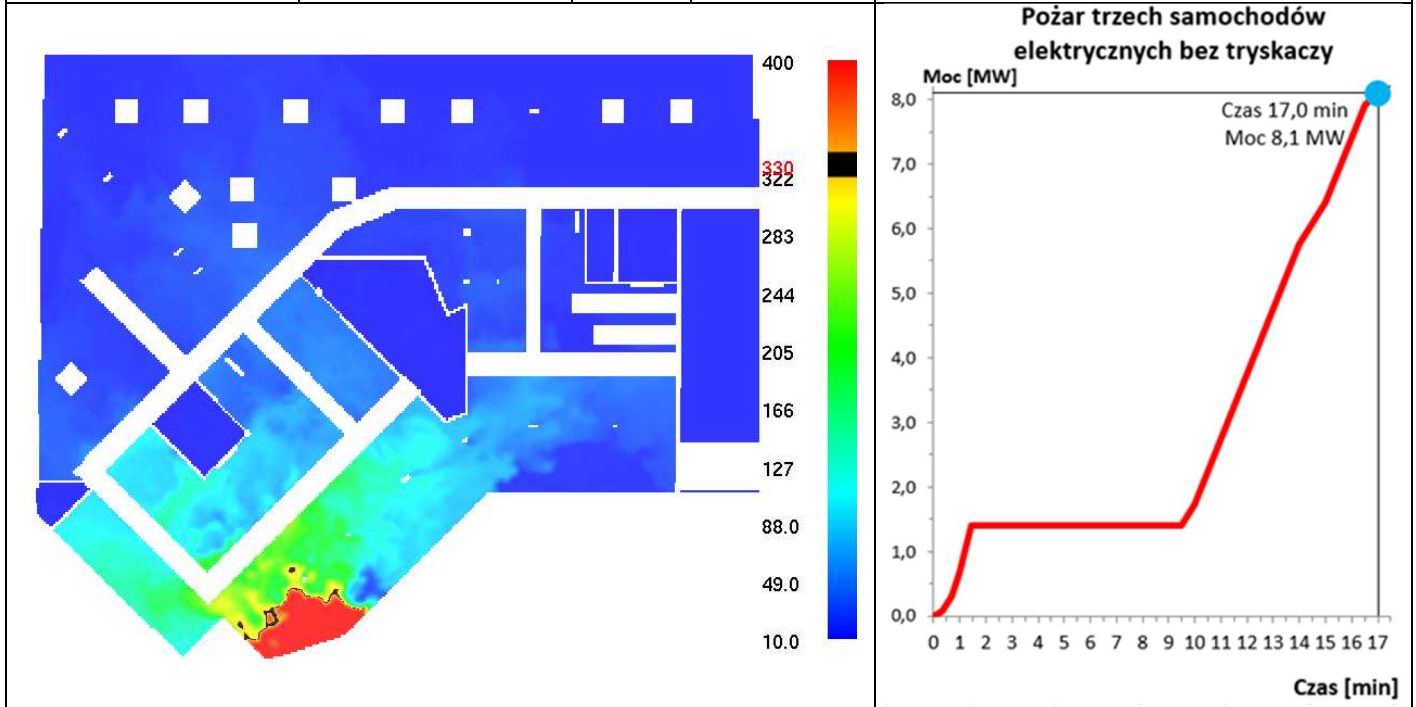 400
330
322
283
244
205
166
127
88.0
49.0
10.0
Pożar trzech samochodów
elektrycznych bez tryskaczy
Moc [MW]
Czas 17,0 min
Moc 8,1 MW
8,0
7,0
6,0
5,0
4,0
3,0
2,0
1,0
0,0
0 1 2 3 4 5 6 7 8 9 10 11 12 13 14 15 16 17
Czas [min]